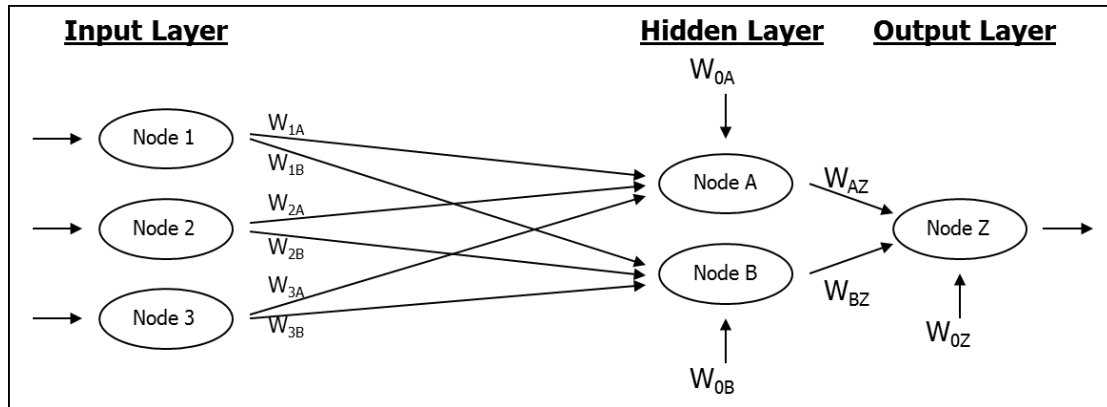 Input Layer
Hidden Layer
Output Layer
W0A
Node 1
W1A
W1B
Node A
WAZ
Node 2
W2A
W2B
Node Z
Node B
WBZ
Node 3
W3A
W3B
W0Z
W0B